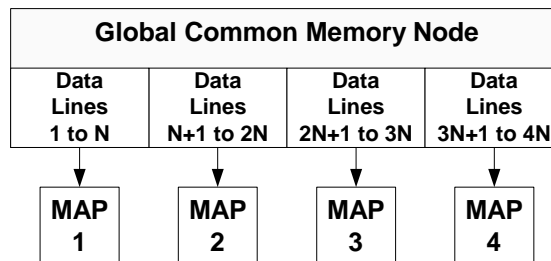 Global Common Memory Node
Data
Lines
1 to N
Data
Lines
N+1 to 2N
Data
Lines
2N+1 to 3N
Data
Lines
3N+1 to 4N
MAP
1
MAP
2
MAP
3
MAP
4